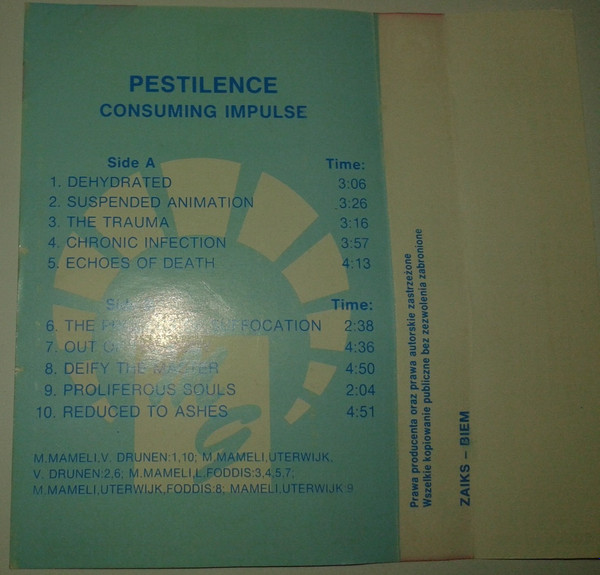 PESTILENCE
CONSUMING IMPULSE
Side A Time:
1. DEHYDRATED 3:06
2. SUSPENDED ANIMATION 3:26
3. THE TRAUMA 3:16
4. CHRONIC INFECTION 3:57
5. ECHOES OF DEATH 4:13
Side Time:
6. THE SUFFOCATION 2:38
7. OUT OF 4:36
8. DEIFY THE MASTER 4:50
9. PROLIFEROUS SOULS 2:04
10. REDUCED TO ASHES 4:51
M.MAMELI,V. DRUNEN:1,10; M.MAMELI,UTERWIJK,
V. DRUNEN:2,6; M.MAMELI,L.FODDIS:3,4,5,7;
M.MAMELI,UTERWIJK,FODDIS:8; MAMELI,UTERWIJK:9
Prawa producenta oraz prawa autorskie zastrzeżone
Wszelkie kopiowanie publiczne bez zezwolenia zabronione
ZAIKS – BIEM